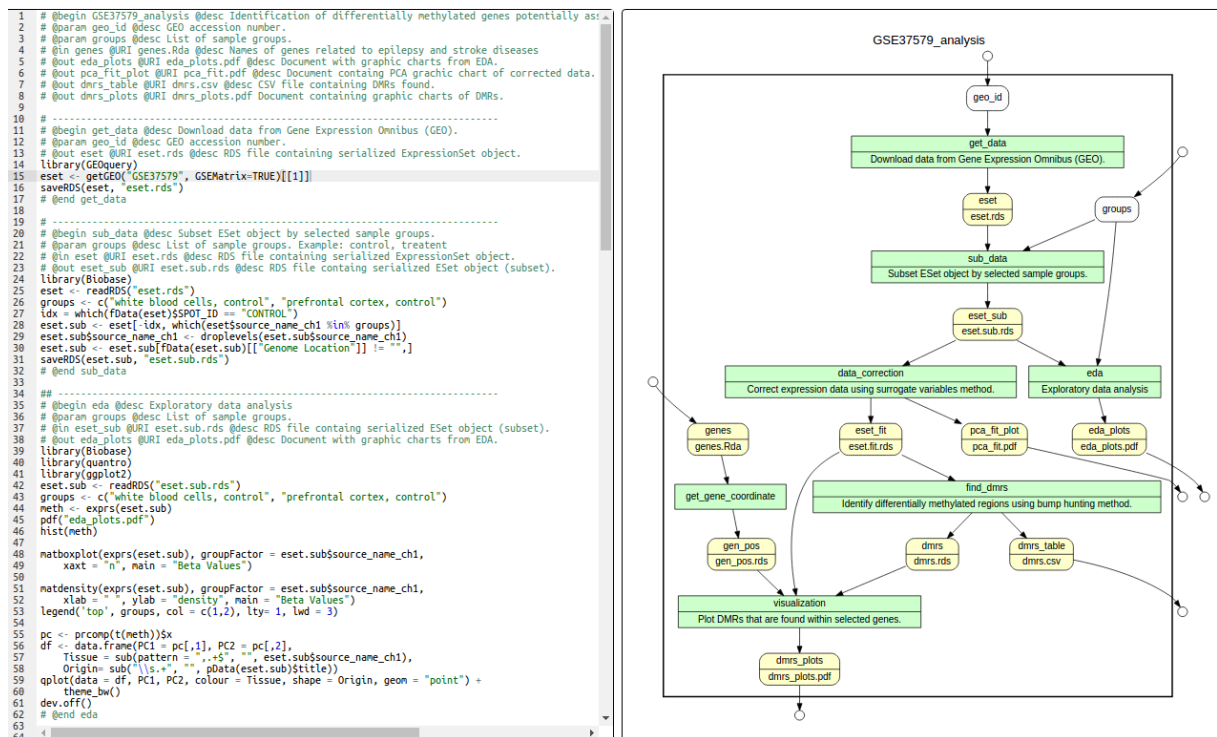 1 # @begin GSE37579_analysis @desc Identification of differentially methylated genes potentially
2 # @param geo_id @desc GEO accession number.
3 # @param groups @desc List of sample groups.
4 # @in genes @URI genes.Rda @desc Names of genes related to epilepsy and stroke diseases
5 # @out eda_plots @URI eda_plots.pdf @desc Document with graphic charts from EDA.
6 # @out pca_fit_plot @URI pca_fit.pdf @desc Document containg PCA grachic chart of corrected data.
7 # @out dmrs_table @URI dmrs.csv @desc CSV file containing DMRs found.
8 # @out dmrs_plots @URI dmrs_plots.pdf Document containing graphic charts of DMRs.
9
10 # --------------------------------------------------------------------------
11 # @begin get_data @desc Download data from Gene Expression Omnibus (GEO).
12 # @param geo_id @desc GEO accession number.
13 # @out eset @URI eset.rds @desc RDS file containing serialized ExpressionSet object.
14 library(GEOquery)
15 eset <- getGEO("GSE37579", GSEMatrix=TRUE)[[1]]
16 saveRDS(eset, "eset.rds")
17 # @end get_data
18
19 # --------------------------------------------------------------------------
20 # @begin sub_data @desc Subset ESet object by selected sample groups.
21 # @param groups @desc List of sample groups. Example: control, treatent
22 # @in eset @URI eset.rds @desc RDS file containing serialized ExpressionSet object.
23 # @out eset_sub @URI eset.sub.rds @desc RDS file containg serialized ESet object (subset).
24 library(Biobase)
25 eset <- readRDS("eset.rds")
26 groups <- c("white blood cells, control", "prefrontal cortex, control")
27 idx = which(fData(eset)$SPOT_ID == "CONTROL")
28 eset.sub <- eset[-idx, which(eset$source_name_ch1 %in% groups)]
29 eset.sub$source_name_ch1 <- droplevels(eset.sub$source_name_ch1)
30 eset.sub <- eset.sub[fData(eset.sub)[["Genome Location"]] != "",]
31 saveRDS(eset.sub, "eset.sub.rds")
32 # @end sub_data
33
34 ## -------------------------------------------------------------------------
35 # @begin eda @desc Exploratory data analysis
36 # @param groups @desc List of sample groups.
37 # @in eset_sub @URI eset.sub.rds @desc RDS file containg serialized ESet object (subset).
38 # @out eda_plots @URI eda_plots.pdf @desc Document with graphic charts from EDA.
39 library(Biobase)
40 library(quantro)
41 library(ggplot2)
42 eset.sub <- readRDS("eset.sub.rds")
43 groups <- c("white blood cells, control", "prefrontal cortex, control")
44 meth <- exprs(eset.sub)
45 pdf("eda_plots.pdf")
46 hist(meth)
47
48 matboxplot(exprs(eset.sub), groupFactor = eset.sub$source_name_ch1,
49 xaxt = "n", main = "Beta Values")
50
51 matdensity(exprs(eset.sub), groupFactor = eset.sub$source_name_ch1,
52 xlab = " ", ylab = "density", main = "Beta Values")
53 legend('top', groups, col = c(1,2), lty= 1, lwd = 3)
54
55 pc <- prcomp(t(meth))$x
56 df <- data.frame(PC1 = pc[,1], PC2 = pc[,2],
57 Tissue = sub(pattern = ",.+$", "", eset.sub$source_name_ch1),
58 Origin= sub("\\s.+", "", pData(eset.sub)$title))
59 qplot(data = df, PC1, PC2, colour = Tissue, shape = Origin, geom = "point") +
60 theme_bw()
61 dev.off()
62 # @end eda
63
64
GSE37579_analysis
geo_id
get_data
Download data from Gene Expression Omnibus (GEO).
eset
eset.rds
groups
sub_data
Subset ESet object by selected sample groups.
eset_sub
eset.sub.rds
data_correction
Correct expression data using surrogate variables method.
eda
Exploratory data analysis
genes
genes.Rda
eset_fit
eset.fit.rds
pca_fit_plot
pca_fit.pdf
eda_plots
eda_plots.pdf
get_gene_coordinate
find_dmrs
Identify differentially methylated regions using bump hunting method.
gen_pos
gen_pos.rds
dmrs
dmrs.rds
dmrs_table
dmrs.csv
visualization
Plot DMRs that are found within selected genes.
dmrs_plots
dmrs_plots.pdf